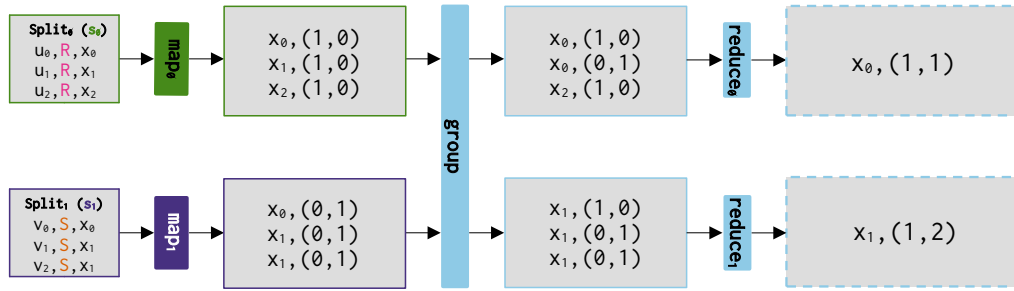 Split₀ (s₀)
u₀,R,x₀
u₁,R,x₁
u₂,R,x₂
map₀
x₀,(1,0)
x₁,(1,0)
x₂,(1,0)
group
x₀,(1,0)
x₀,(0,1)
x₂,(1,0)
reduce₀
x₀,(1,1)
Split₁ (s₁)
v₀,S,x₀
v₁,S,x₁
v₂,S,x₁
map₁
x₀,(0,1)
x₁,(0,1)
x₁,(0,1)
x₁,(1,0)
x₁,(0,1)
x₁,(0,1)
reduce₁
x₁,(1,2)